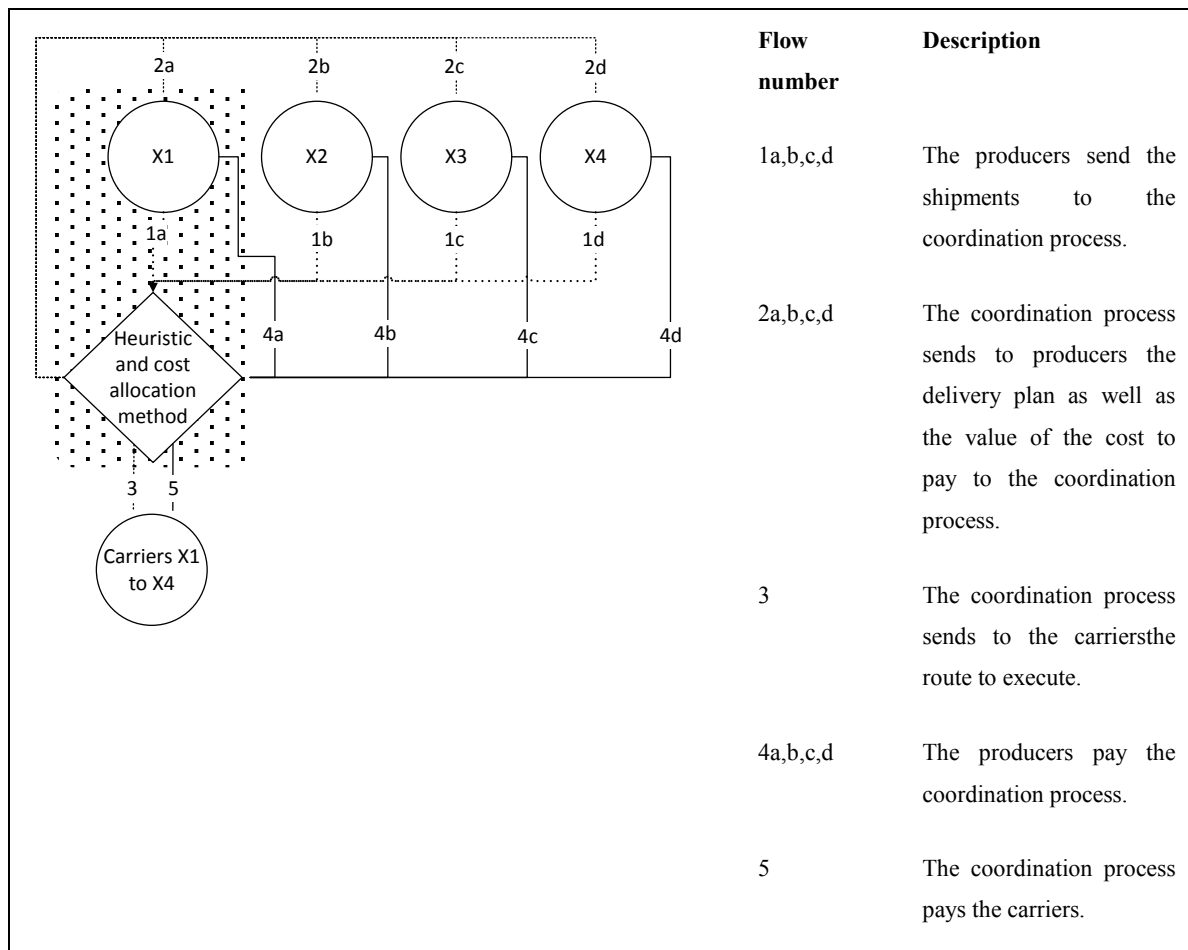 2a 2b 2c 2d
X1 X2 X3 X4
1a 1b 1c 1d
4a 4b 4c 4d
Heuristic
and cost
allocation
method
3 5
Carriers X1
to X4
Flow
number
Description
1a,b,c,d
The producers send the
shipments to the
coordination process.
2a,b,c,d
The coordination process
sends to producers the
delivery plan as well as
the value of the cost to
pay to the coordination
process.
3
The coordination process
sends to the carriersthe
route to execute.
4a,b,c,d
The producers pay the
coordination process.
5
The coordination process
pays the carriers.